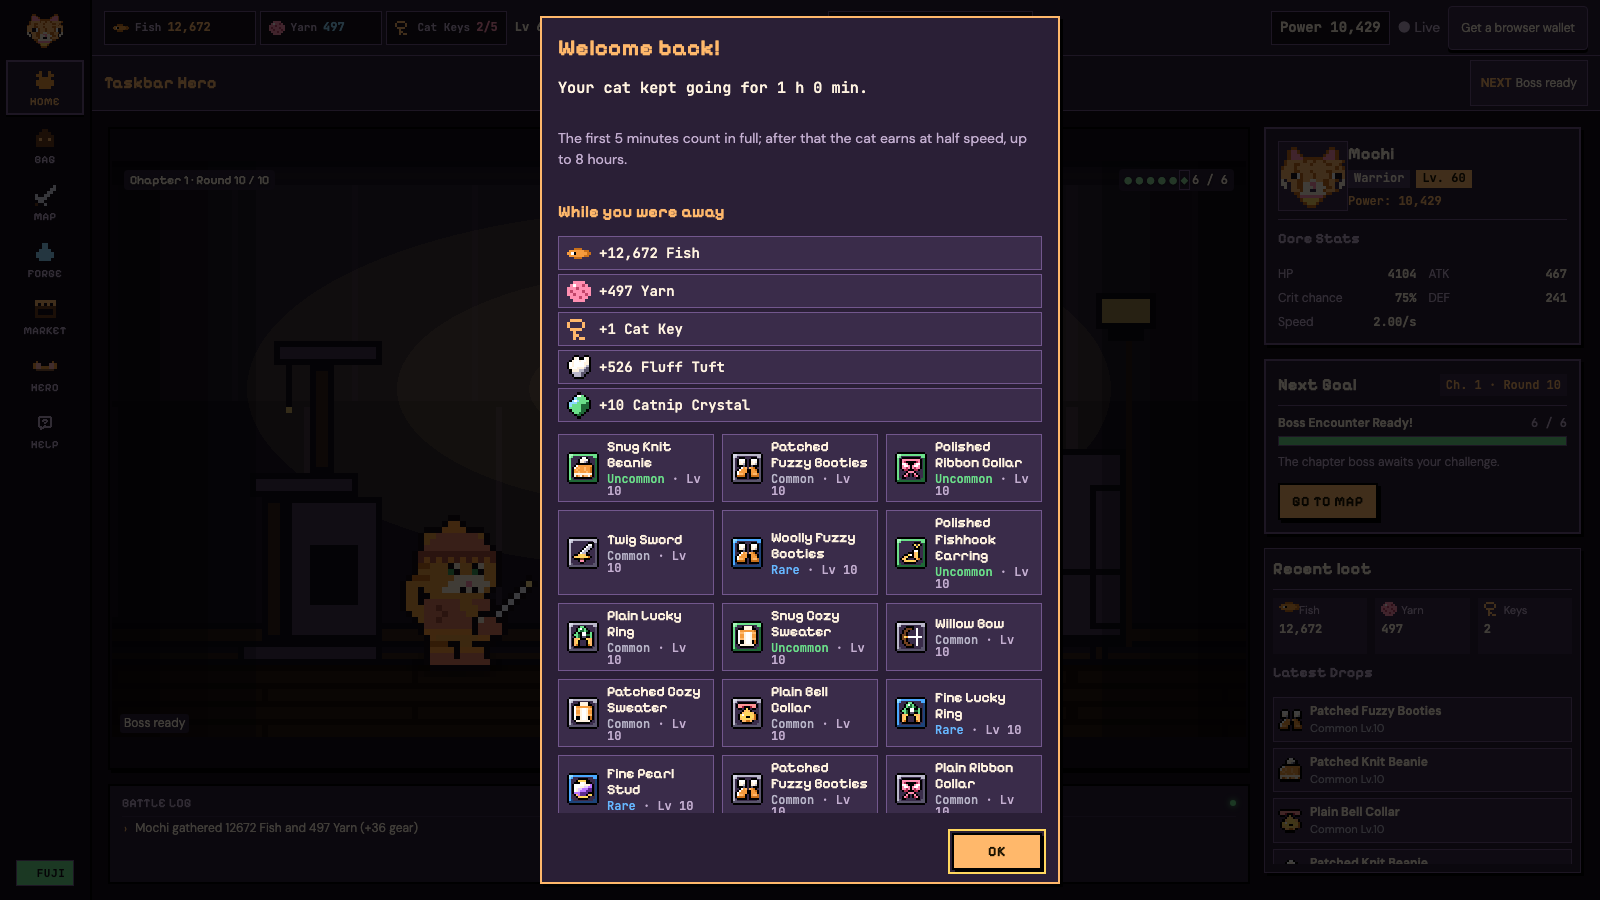 Fish 12,672
Yarn 497
Cat Keys 2/5
Lv
Power 10,429
Live
Get a browser wallet
Taskbar Hero
NEXT Boss ready
HOME
BAG
MAP
FORGE
MARKET
HERO
HELP
FUJI
Chapter 1 · Round 10 / 10
6 / 6
Boss ready
BATTLE LOG
› Mochi gathered 12672 Fish and 497 Yarn (+36 gear)
Welcome back!
Your cat kept going for 1 h 0 min.
The first 5 minutes count in full; after that the cat earns at half speed, up
to 8 hours.
While you were away
+12,672 Fish
+497 Yarn
+1 Cat Key
+526 Fluff Tuft
+10 Catnip Crystal
Snug Knit
Beanie
Uncommon · Lv
10
Patched
Fuzzy Booties
Common · Lv
10
Polished
Ribbon Collar
Uncommon · Lv
10
Twig Sword
Common · Lv
10
Woolly Fuzzy
Booties
Rare · Lv 10
Polished
Fishhook
Earring
Uncommon · Lv
10
Plain Lucky
Ring
Common · Lv
10
Snug Cozy
Sweater
Uncommon · Lv
10
Willow Bow
Common · Lv
10
Patched Cozy
Sweater
Common · Lv
10
Plain Bell
Collar
Common · Lv
10
Fine Lucky
Ring
Rare · Lv 10
Fine Pearl
Stud
Rare · Lv 10
Patched
Fuzzy Booties
Common · Lv
10
Plain Ribbon
Collar
Common · Lv
10
OK
Mochi
Warrior Lv. 60
Power: 10,429
Core Stats
HP 4104 ATK 467
Crit chance 75% DEF 241
Speed 2.00/s
Next Goal
Ch. 1 · Round 10
Boss Encounter Ready! 6 / 6
The chapter boss awaits your challenge.
GO TO MAP
Recent loot
Fish
12,672
Yarn
497
Keys
2
Latest Drops
Patched Fuzzy Booties
Common Lv.10
Patched Knit Beanie
Common Lv.10
Plain Bell Collar
Common Lv.10
Patched Knit Beanie